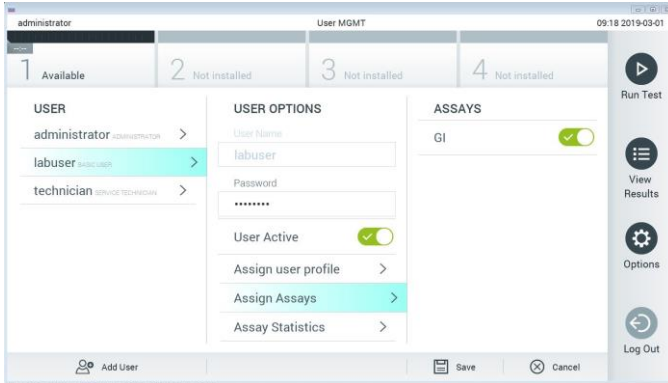 administrator
User MGMT
09:18 2019-03-01
1 Available
2 Not installed
3 Not installed
4 Not installed
Run Test
View
Results
Options
Log Out
USER
administrator ADMINISTRATOR
labuser BASIC USER
technician SERVICE TECHNICIAN
USER OPTIONS
User Name
labuser
Password
User Active
Assign user profile
Assign Assays
Assay Statistics
ASSAYS
GI
Add User
Save
Cancel